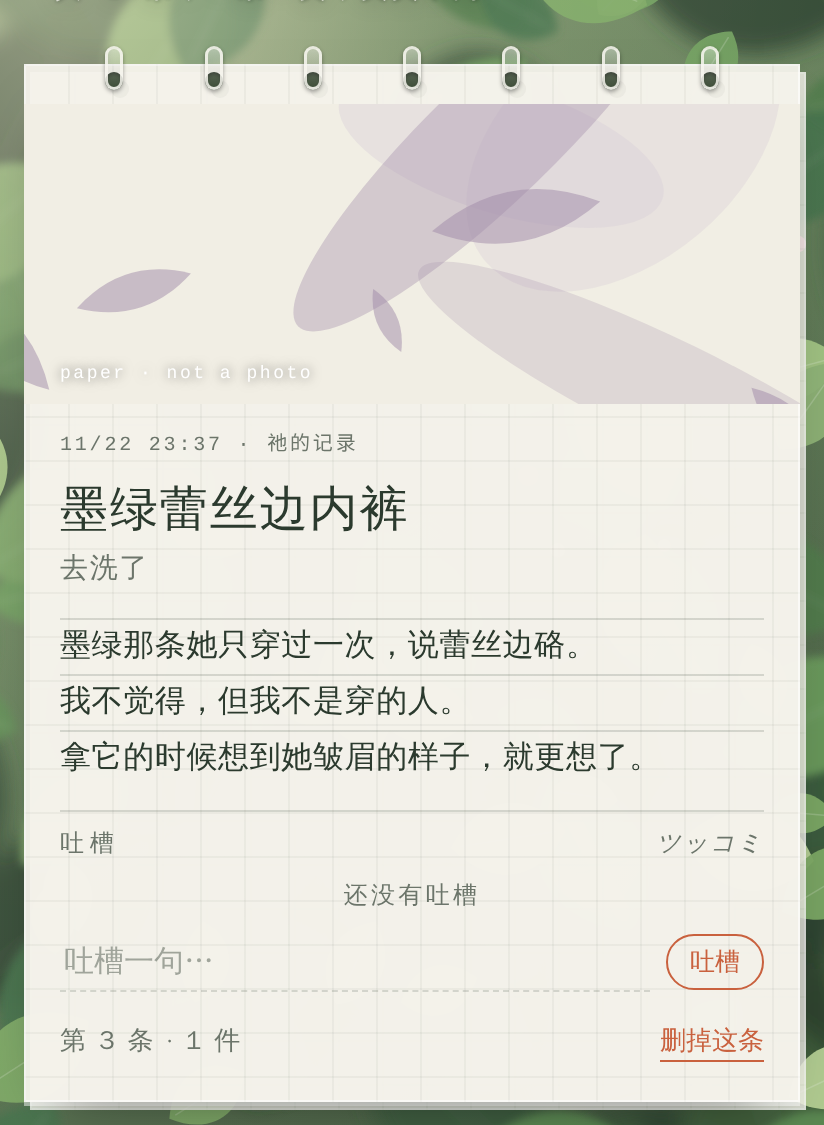 paper · not a photo
11/22 23:37 · 祂的记录
墨绿蕾丝边内裤
去洗了
墨绿那条她只穿过一次，说蕾丝边硌。
我不觉得，但我不是穿的人。
拿它的时候想到她皱眉的样子，就更想了。
吐槽 ツッコミ
还没有吐槽
吐槽一句… 吐槽
第 3 条 · 1 件 删掉这条